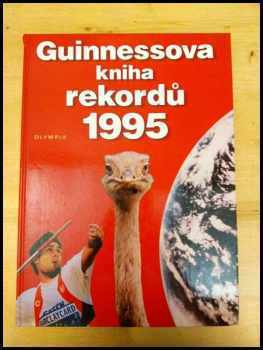 Guinnessova
kniha
rekordů
1995
OLYMPIA